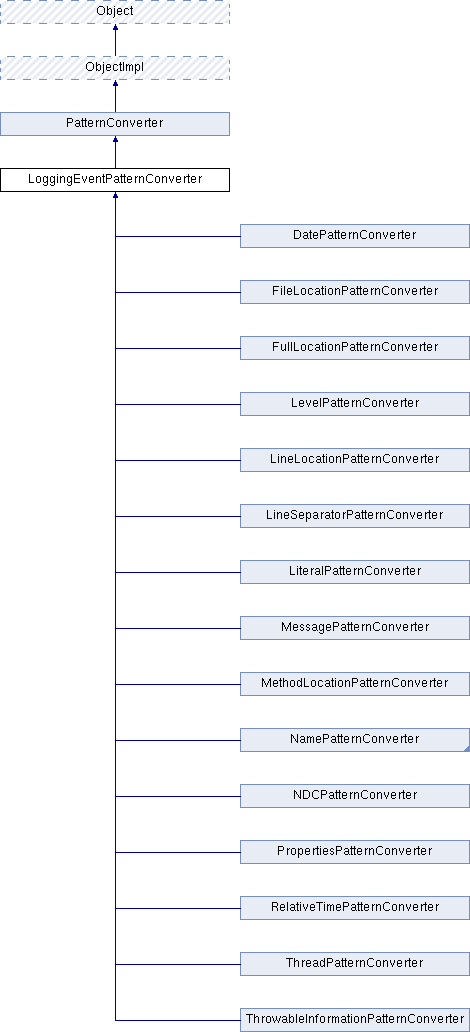 Object
ObjectImpl
PatternConverter
LoggingEventPatternConverter
DatePatternConverter
FileLocationPatternConverter
FullLocationPatternConverter
LevelPatternConverter
LineLocationPatternConverter
LineSeparatorPatternConverter
LiteralPatternConverter
MessagePatternConverter
MethodLocationPatternConverter
NamePatternConverter
NDCPatternConverter
PropertiesPatternConverter
RelativeTimePatternConverter
ThreadPatternConverter
ThrowableInformationPatternConverter